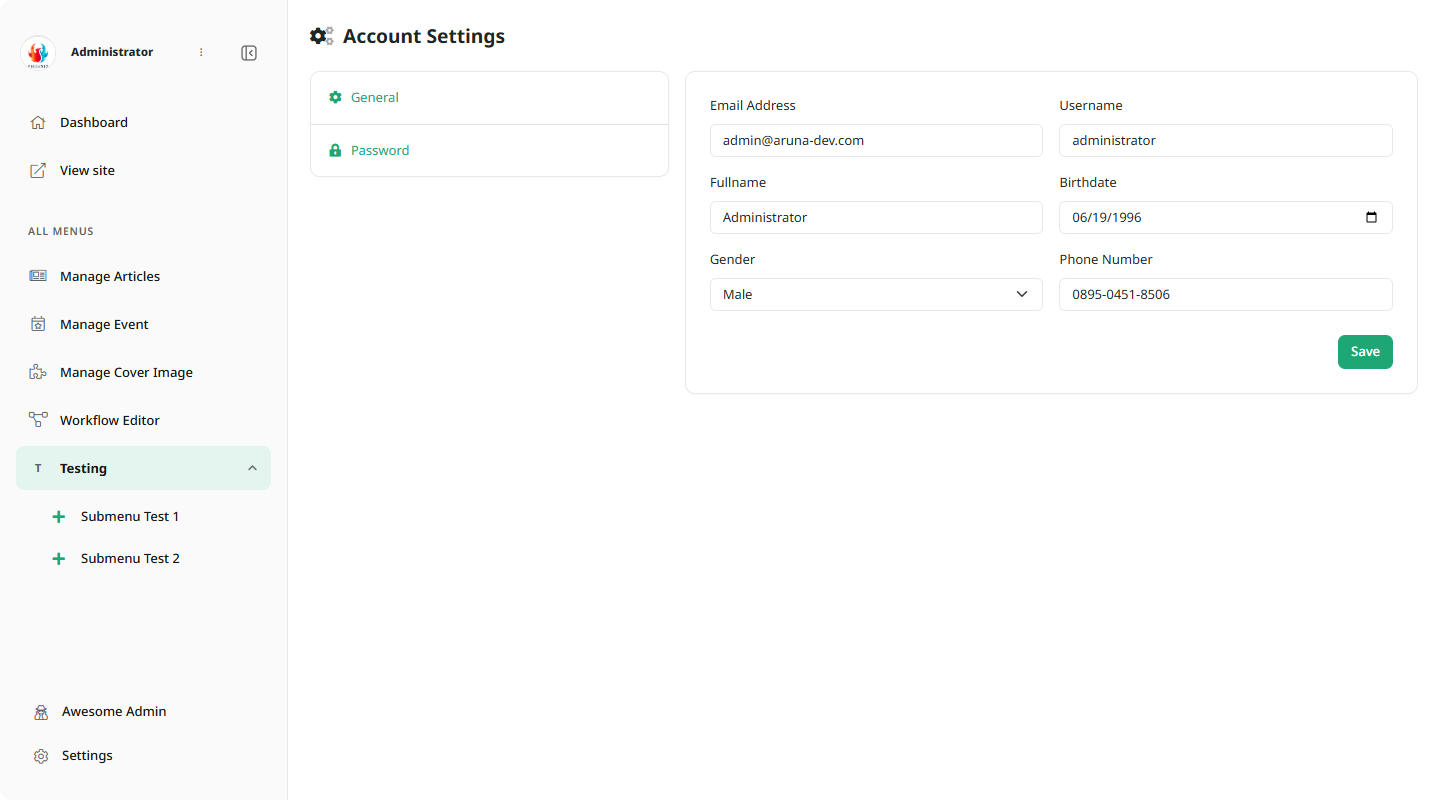 Administrator
Dashboard
View site
ALL MENUS
Manage Articles
Manage Event
Manage Cover Image
Workflow Editor
T Testing
Submenu Test 1
Submenu Test 2
Awesome Admin
Settings
Account Settings
General
Password
Email Address
admin@aruna-dev.com
Username
administrator
Fullname
Administrator
Birthdate
06/19/1996
Gender
Male
Phone Number
0895-0451-8506
Save